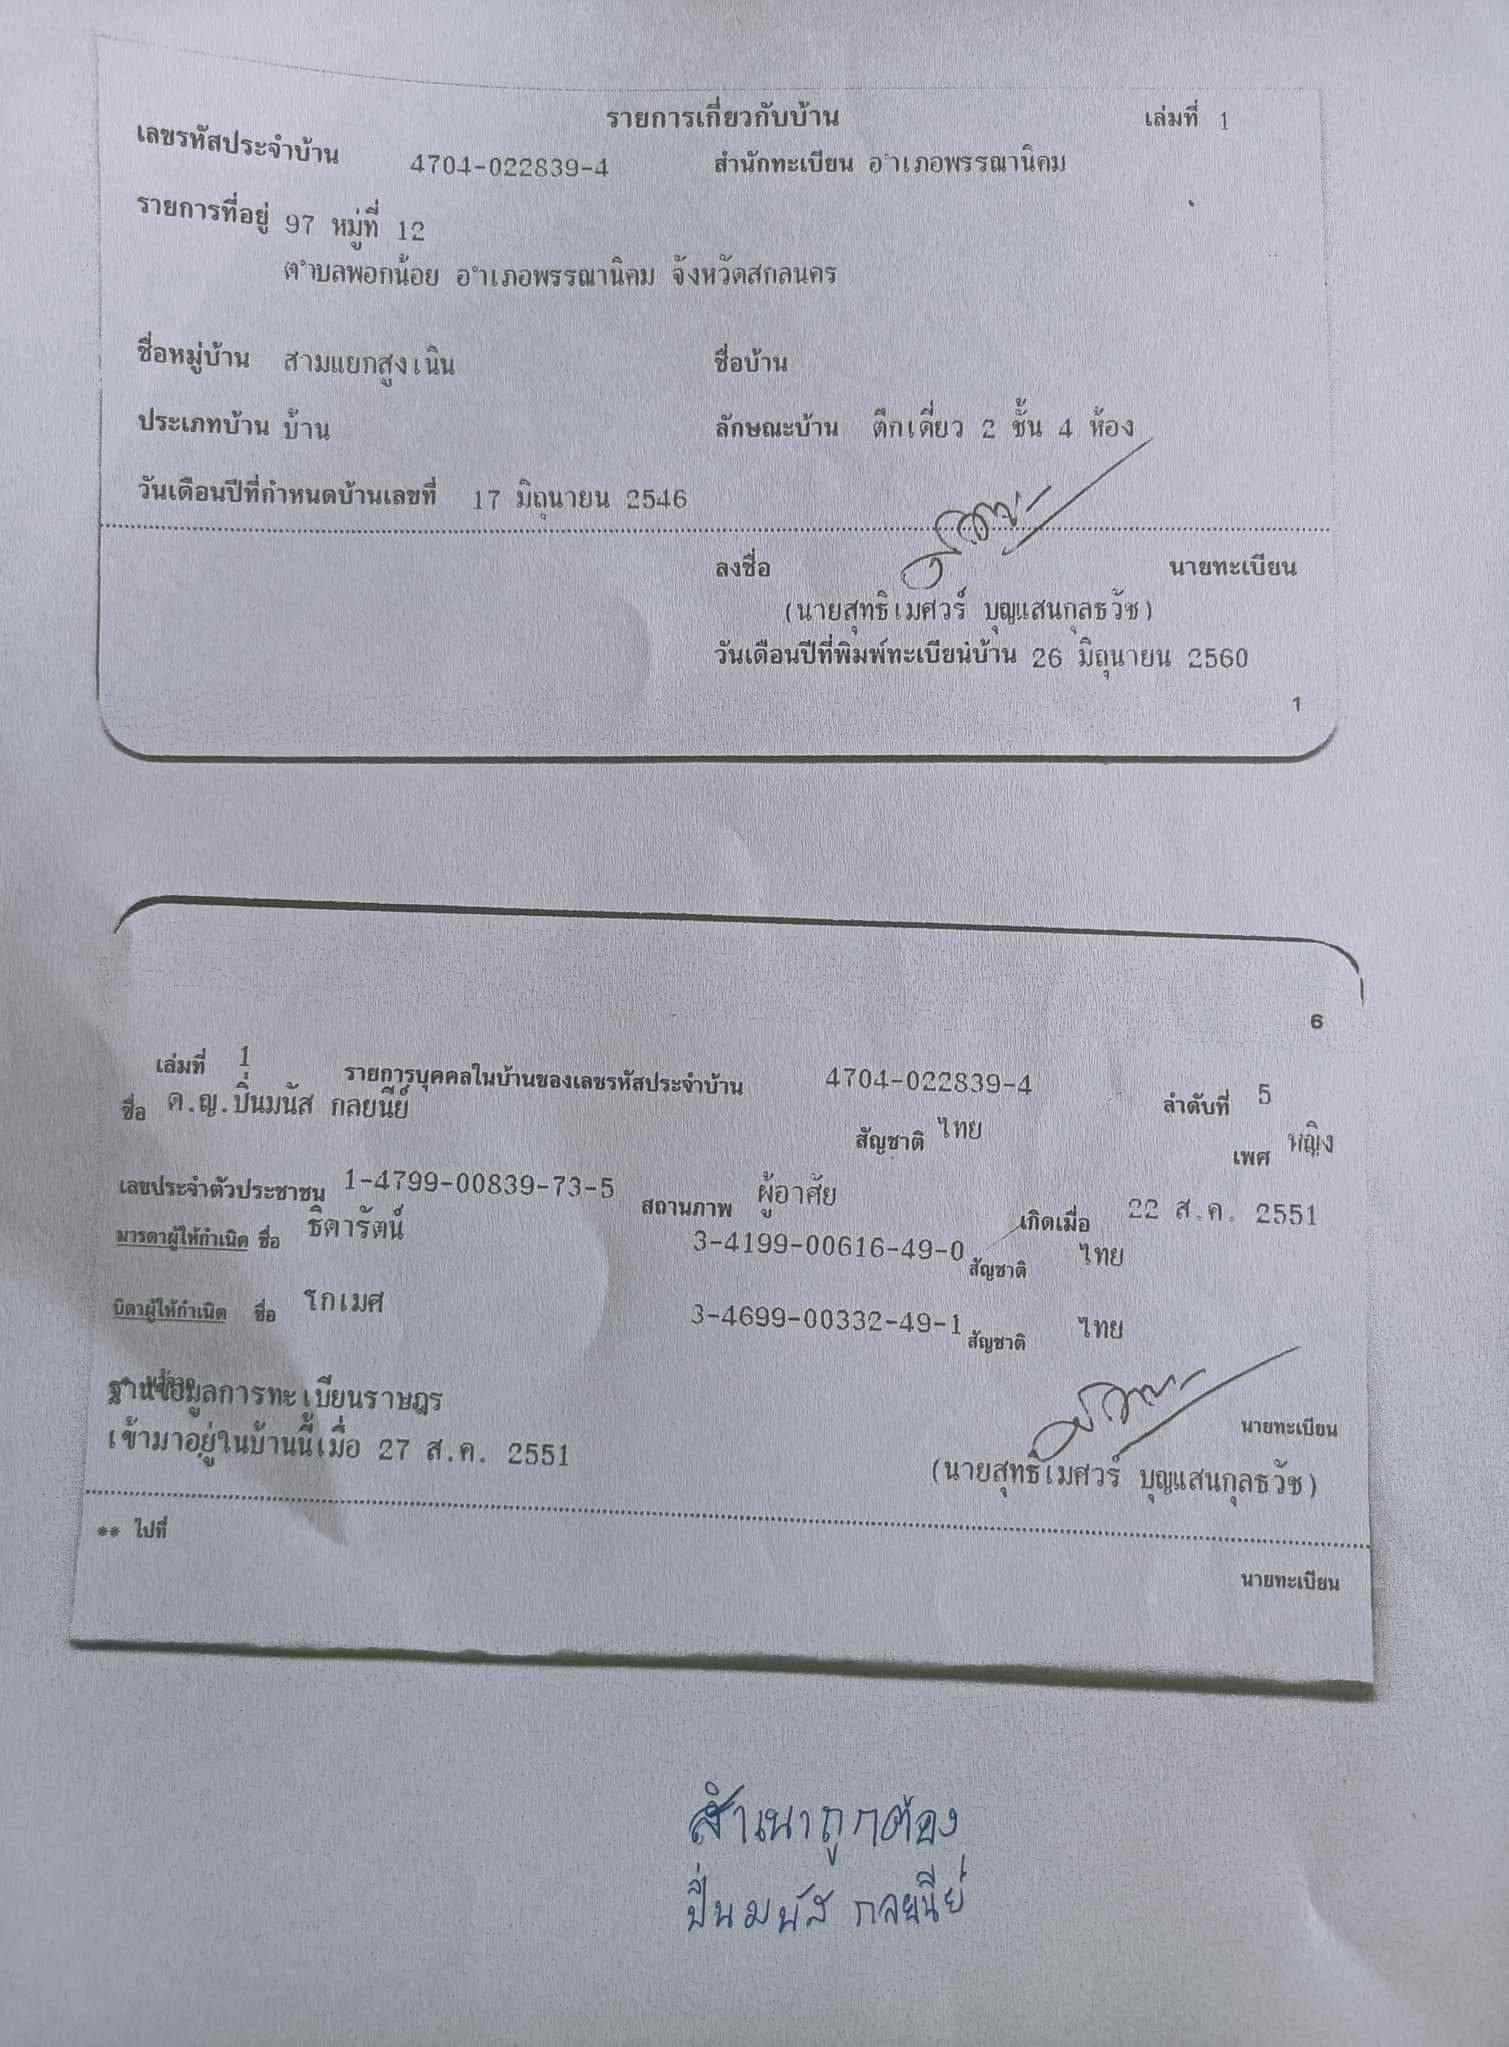 รายการเกี่ยวกับบ้าน เล่มที่ 1
เลขรหัสประจำบ้าน 4704-022839-4 สำนักทะเบียน อำเภอพรรณานิคม
รายการที่อยู่ 97 หมู่ที่ 12
ตำบลพอกน้อย อำเภอพรรณานิคม จังหวัดสกลนคร
ชื่อหมู่บ้าน สามแยกสูงเนิน ชื่อบ้าน
ประเภทบ้าน บ้าน ลักษณะบ้าน ตึกเดี่ยว 2 ชั้น 4 ห้อง
วันเดือนปีที่กำหนดบ้านเลขที่ 17 มิถุนายน 2546
ลงชื่อ นายทะเบียน
(นายสุทธิเมศวร์ บุญแสนกุลธวัช)
วันเดือนปีที่พิมพ์ทะเบียนบ้าน 26 มิถุนายน 2560
1
6
เล่มที่ 1 รายการบุคคลในบ้านของเลขรหัสประจำบ้าน 4704-022839-4 ลำดับที่ 5
ชื่อ ด.ญ.ปิ่นมนัส กลยนีย์ สัญชาติ ไทย เพศ หญิง
เลขประจำตัวประชาชน 1-4799-00839-73-5 สถานภาพ ผู้อาศัย เกิดเมื่อ 22 ส.ค. 2551
มารดาผู้ให้กำเนิด ชื่อ ธิดารัตน์ 3-4199-00616-49-0 สัญชาติ ไทย
บิดาผู้ให้กำเนิด ชื่อ โกเมศ 3-4699-00332-49-1 สัญชาติ ไทย
ฐานข้อมูลการทะเบียนราษฎร
เข้ามาอยู่ในบ้านนี้เมื่อ 27 ส.ค. 2551 นายทะเบียน
(นายสุทธิเมศวร์ บุญแสนกุลธวัช)
** ไปที่
นายทะเบียน
สำเนาถูกต้อง
ปิ่นมนัส กลยนีย์